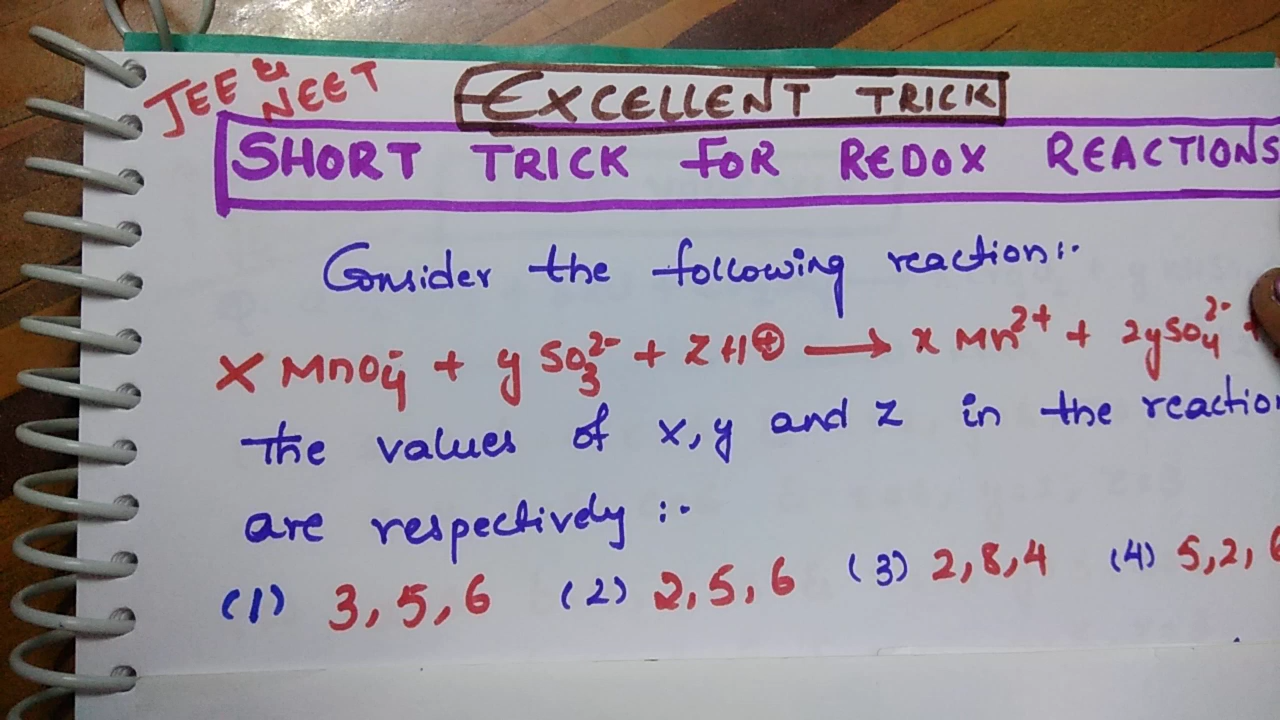 JEE & NEET
EXCELLENT TRICK
SHORT TRICK FOR REDOX REACTIONS
Consider the following reaction:-
x MnO₄⁻ + y SO₃²⁻ + z H⊕ → x Mn²⁺ + 2y SO₄²⁻ +
The values of x, y and z in the reaction
are respectively :-
(1) 3, 5, 6 (2) 2, 5, 6 (3) 2, 8, 4 (4) 5, 2, 6